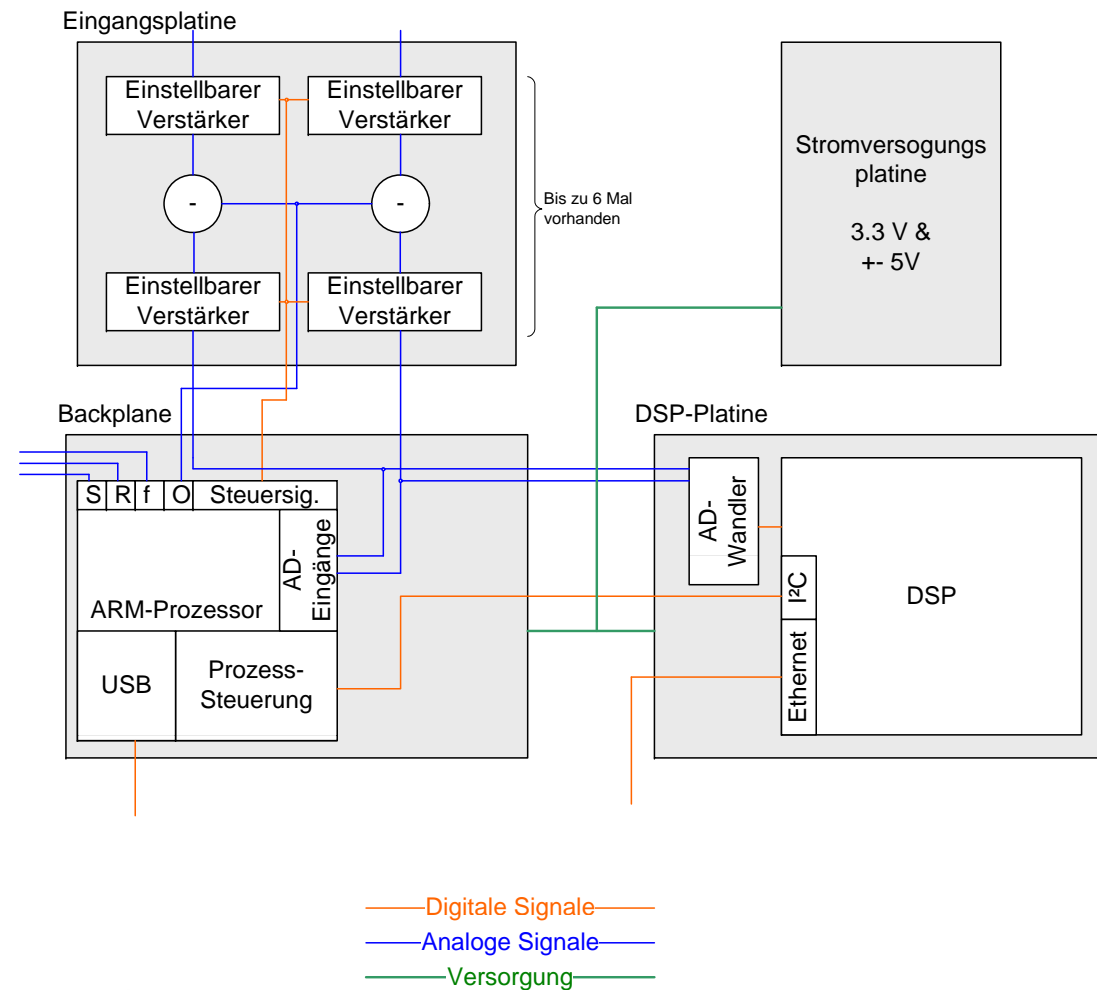 Eingangsplatine
Einstellbarer
Verstärker
Einstellbarer
Verstärker
-
-
Einstellbarer
Verstärker
Einstellbarer
Verstärker
Bis zu 6 Mal
vorhanden
Stromversogungs
platine
3.3 V &
+- 5V
Backplane
S
R
f
O
Steuersig.
AD-
Eingänge
ARM-Prozessor
USB
Prozess-
Steuerung
DSP-Platine
AD-
Wandler
I²C
Ethernet
DSP
Digitale Signale
Analoge Signale
Versorgung